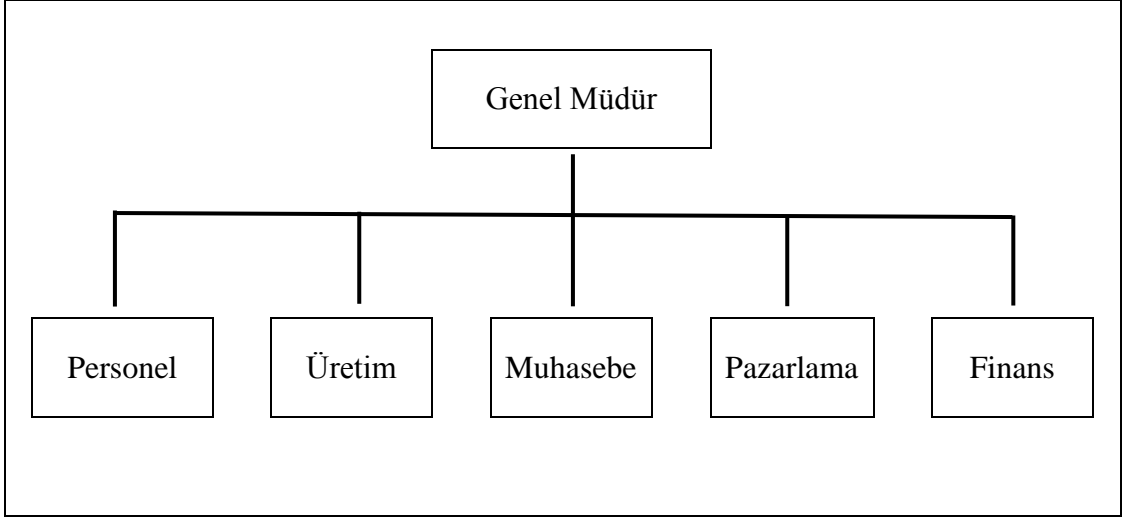 Genel Müdür
Personel
Üretim
Muhasebe
Pazarlama
Finans